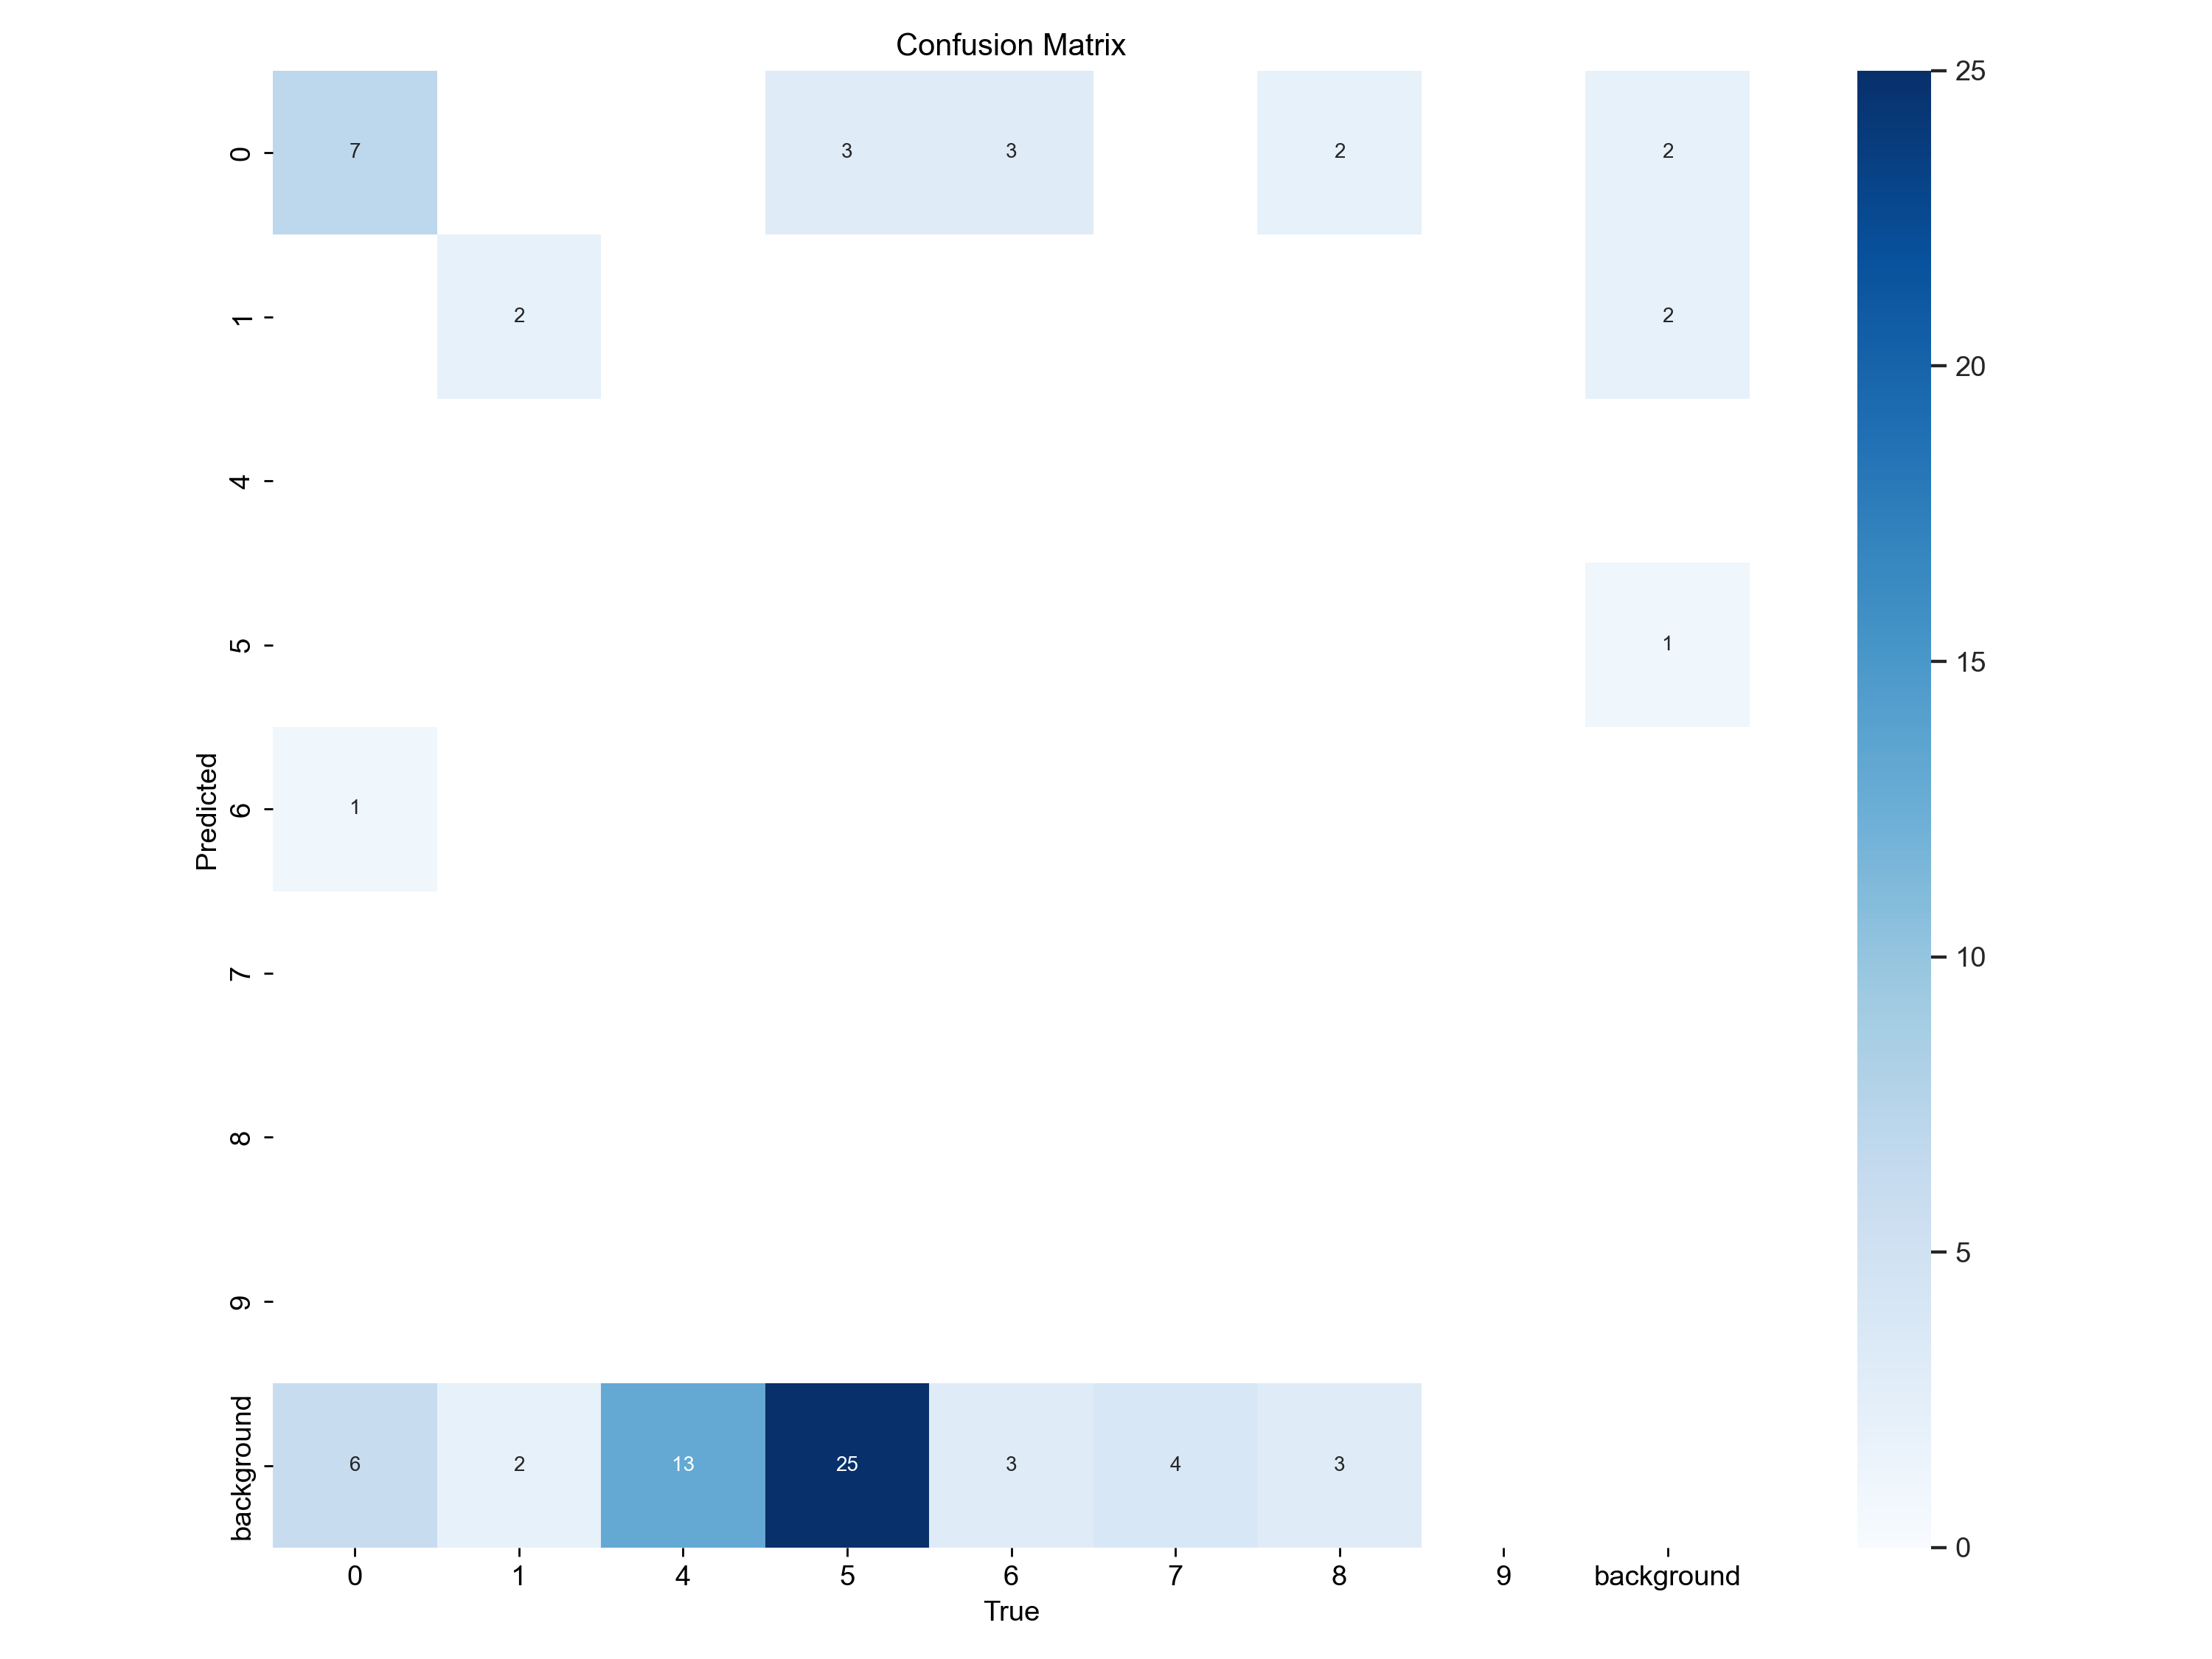 Confusion Matrix
0 7 3 3 2 2
1 2 2
4
5 1
6 1
7
8
9
background 6 2 13 25 3 4 3
0 1 4 5 6 7 8 9 background
True
Predicted
25
20
15
10
5
0